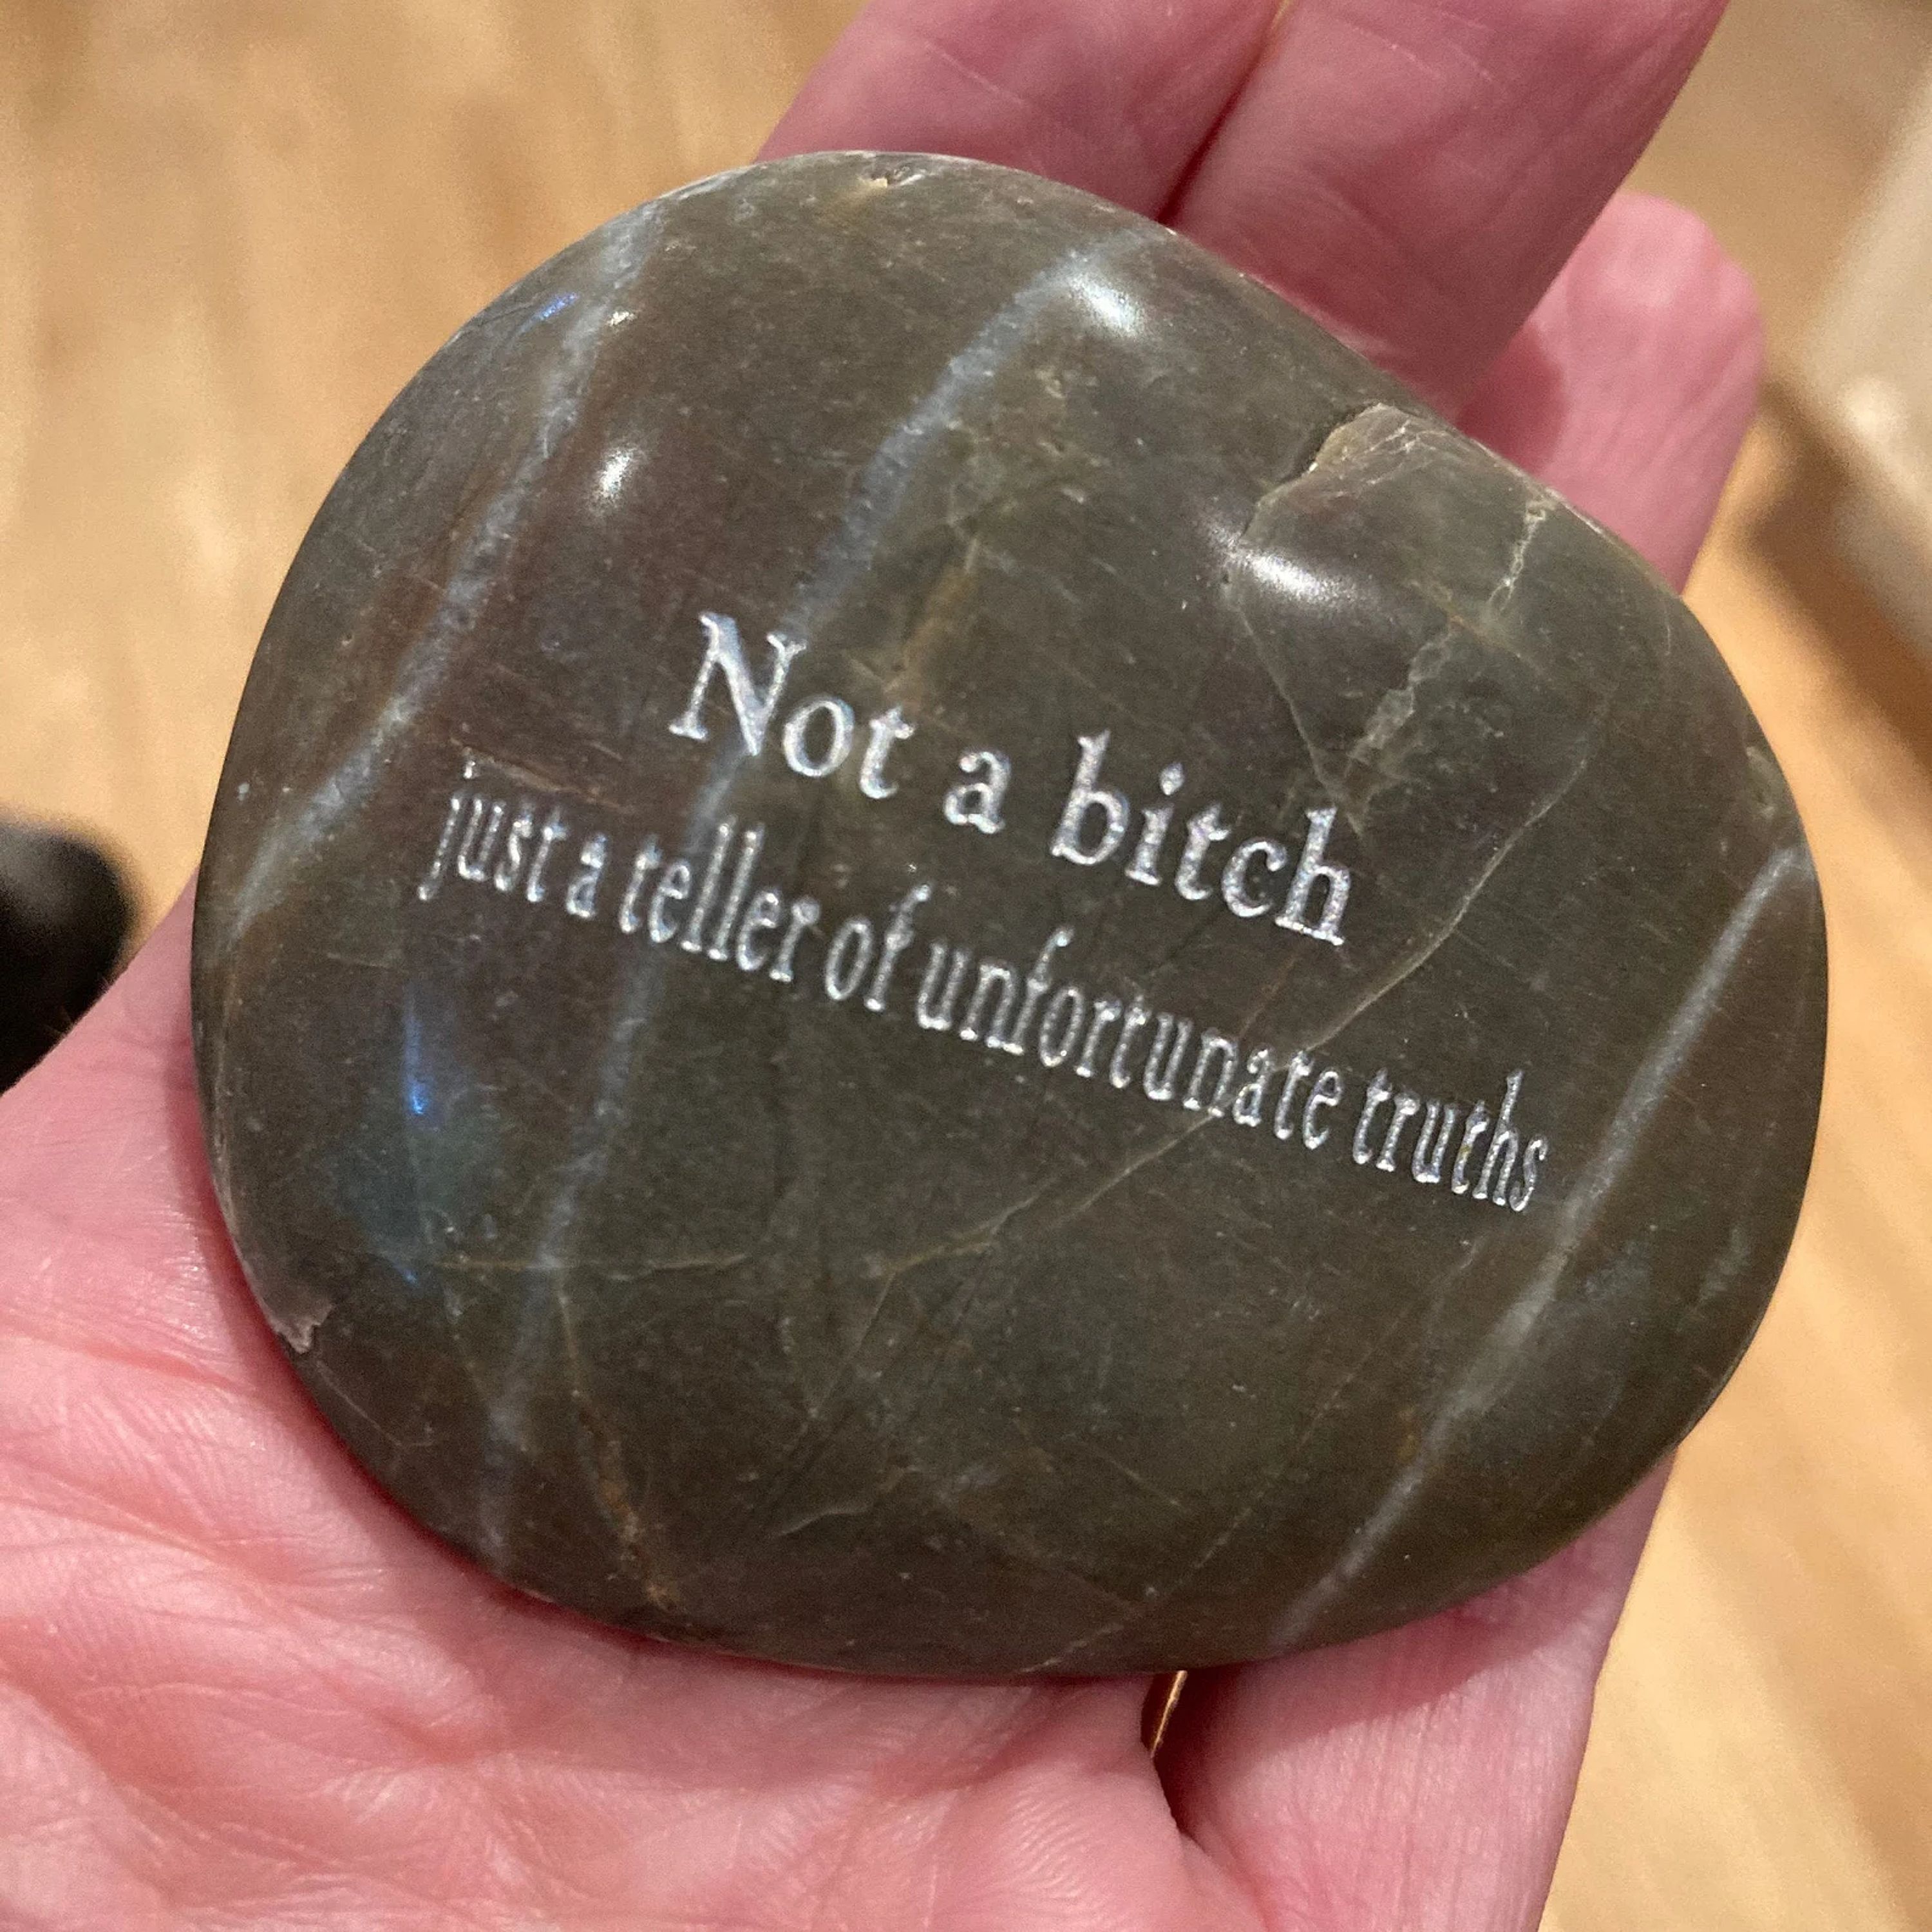 Not a bitch
just a teller of unfortunate truths